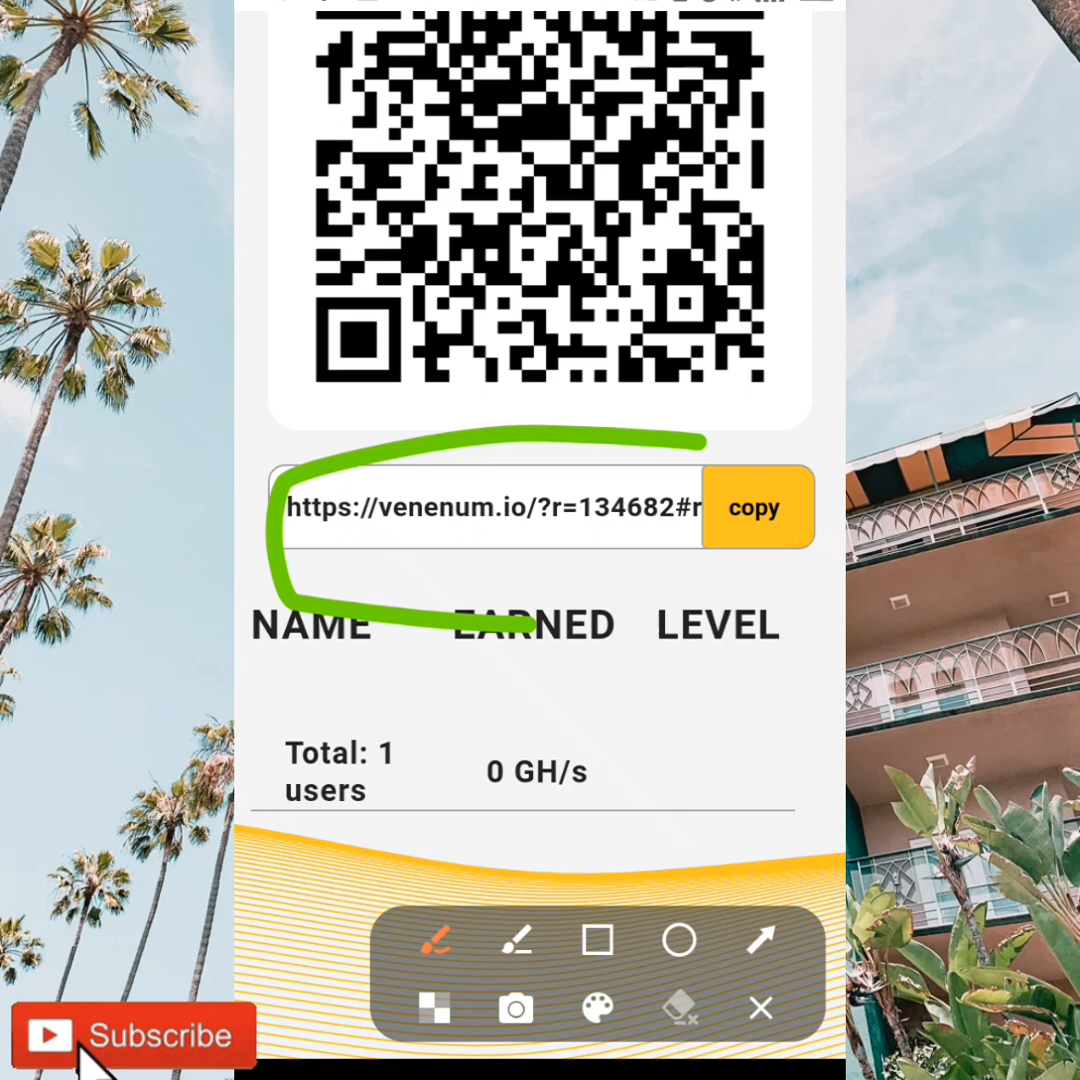 https://venenum.io/?r=134682#r copy
NAME EARNED LEVEL
Total: 1
users
0 GH/s
Subscribe